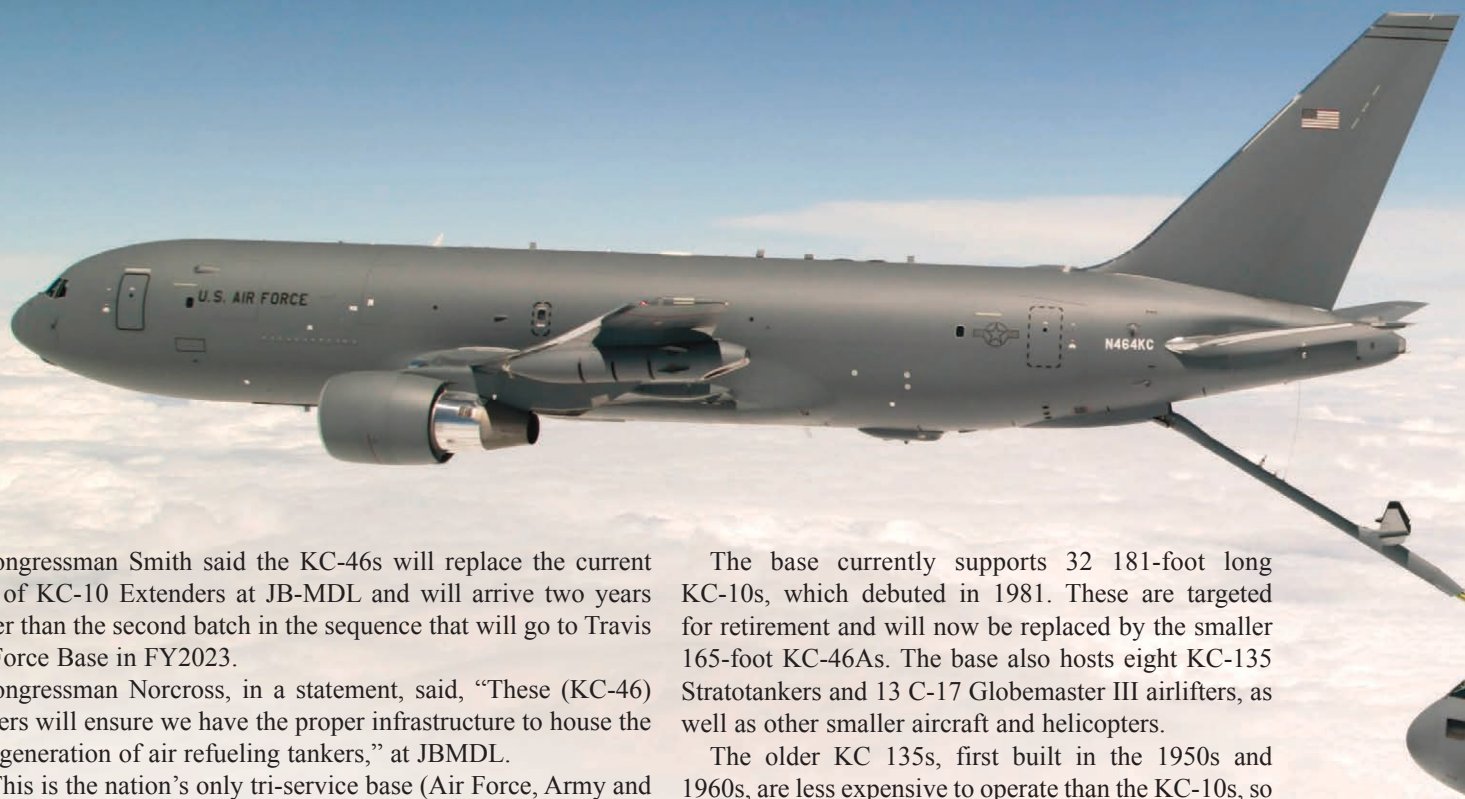 U.S. AIR FORCE
N464KC
ongressman Smith said the KC-46s will replace the current
of KC-10 Extenders at JB-MDL and will arrive two years
er than the second batch in the sequence that will go to Travis
Force Base in FY2023.
ongressman Norcross, in a statement, said, “These (KC-46)
ers will ensure we have the proper infrastructure to house the
generation of air refueling tankers,” at JBMDL.
This is the nation’s only tri-service base (Air Force, Army and
The base currently supports 32 181-foot long
KC-10s, which debuted in 1981. These are targeted
for retirement and will now be replaced by the smaller
165-foot KC-46As. The base also hosts eight KC-135
Stratotankers and 13 C-17 Globemaster III airlifters, as
well as other smaller aircraft and helicopters.
The older KC 135s, first built in the 1950s and
1960s, are less expensive to operate than the KC-10s, so